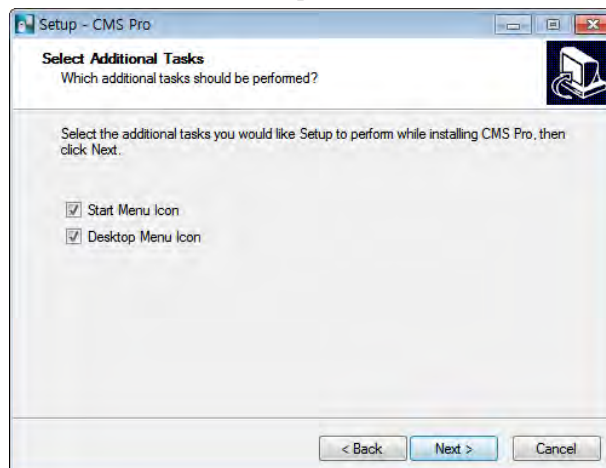 Setup - CMS Pro
Select Additional Tasks
Which additional tasks should be performed?
Select the additional tasks you would like Setup to perform while installing CMS Pro, then
click Next.
Start Menu Icon
Desktop Menu Icon
< Back
Next >
Cancel